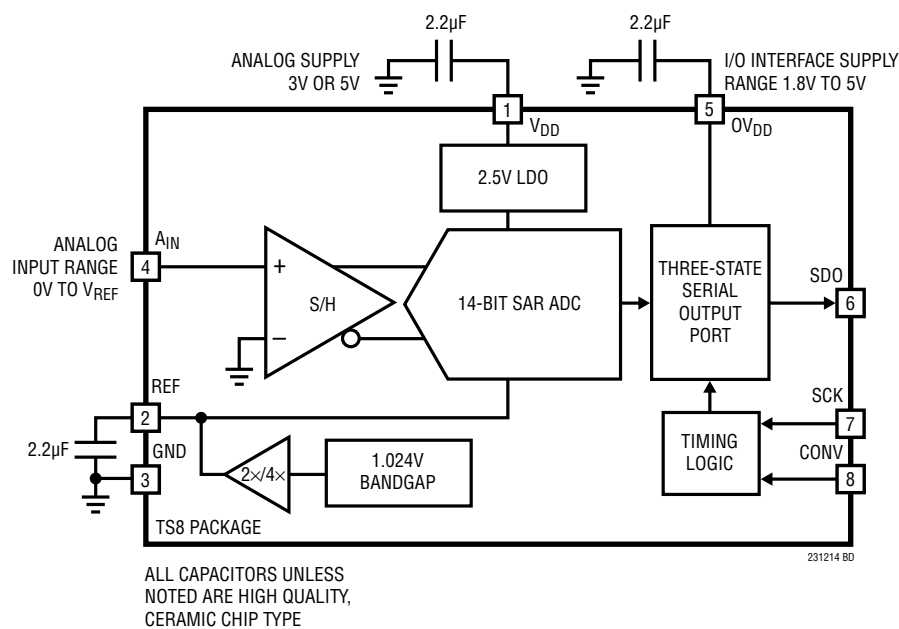 2.2µF
2.2µF
ANALOG SUPPLY
3V OR 5V
I/O INTERFACE SUPPLY
RANGE 1.8V TO 5V
1
VDD
5
OVDD
2.5V LDO
ANALOG
INPUT RANGE
0V TO VREF
AIN
4
+
S/H
–
14-BIT SAR ADC
THREE-STATE
SERIAL
OUTPUT
PORT
SDO
6
REF
2
2.2µF
GND
3
2×/4×
1.024V
BANDGAP
TIMING
LOGIC
SCK
7
CONV
8
TS8 PACKAGE
231214 BD
ALL CAPACITORS UNLESS
NOTED ARE HIGH QUALITY,
CERAMIC CHIP TYPE